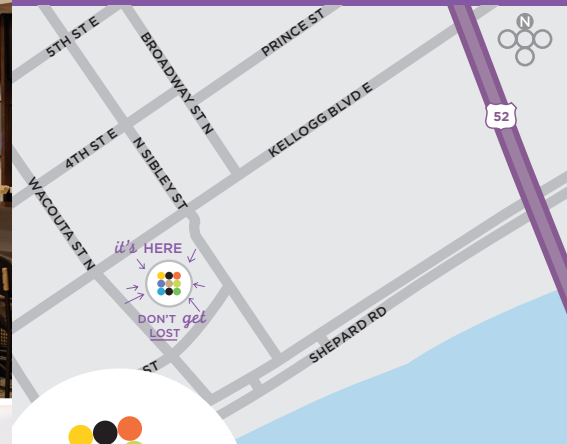 N
5TH ST E
BROADWAY ST N
PRINCE ST
52
KELLOGG BLVD E
4TH ST E
N SIBLEY ST
WACOUTA ST N
it's HERE
DON'T get
LOST
SHEPARD RD
ST